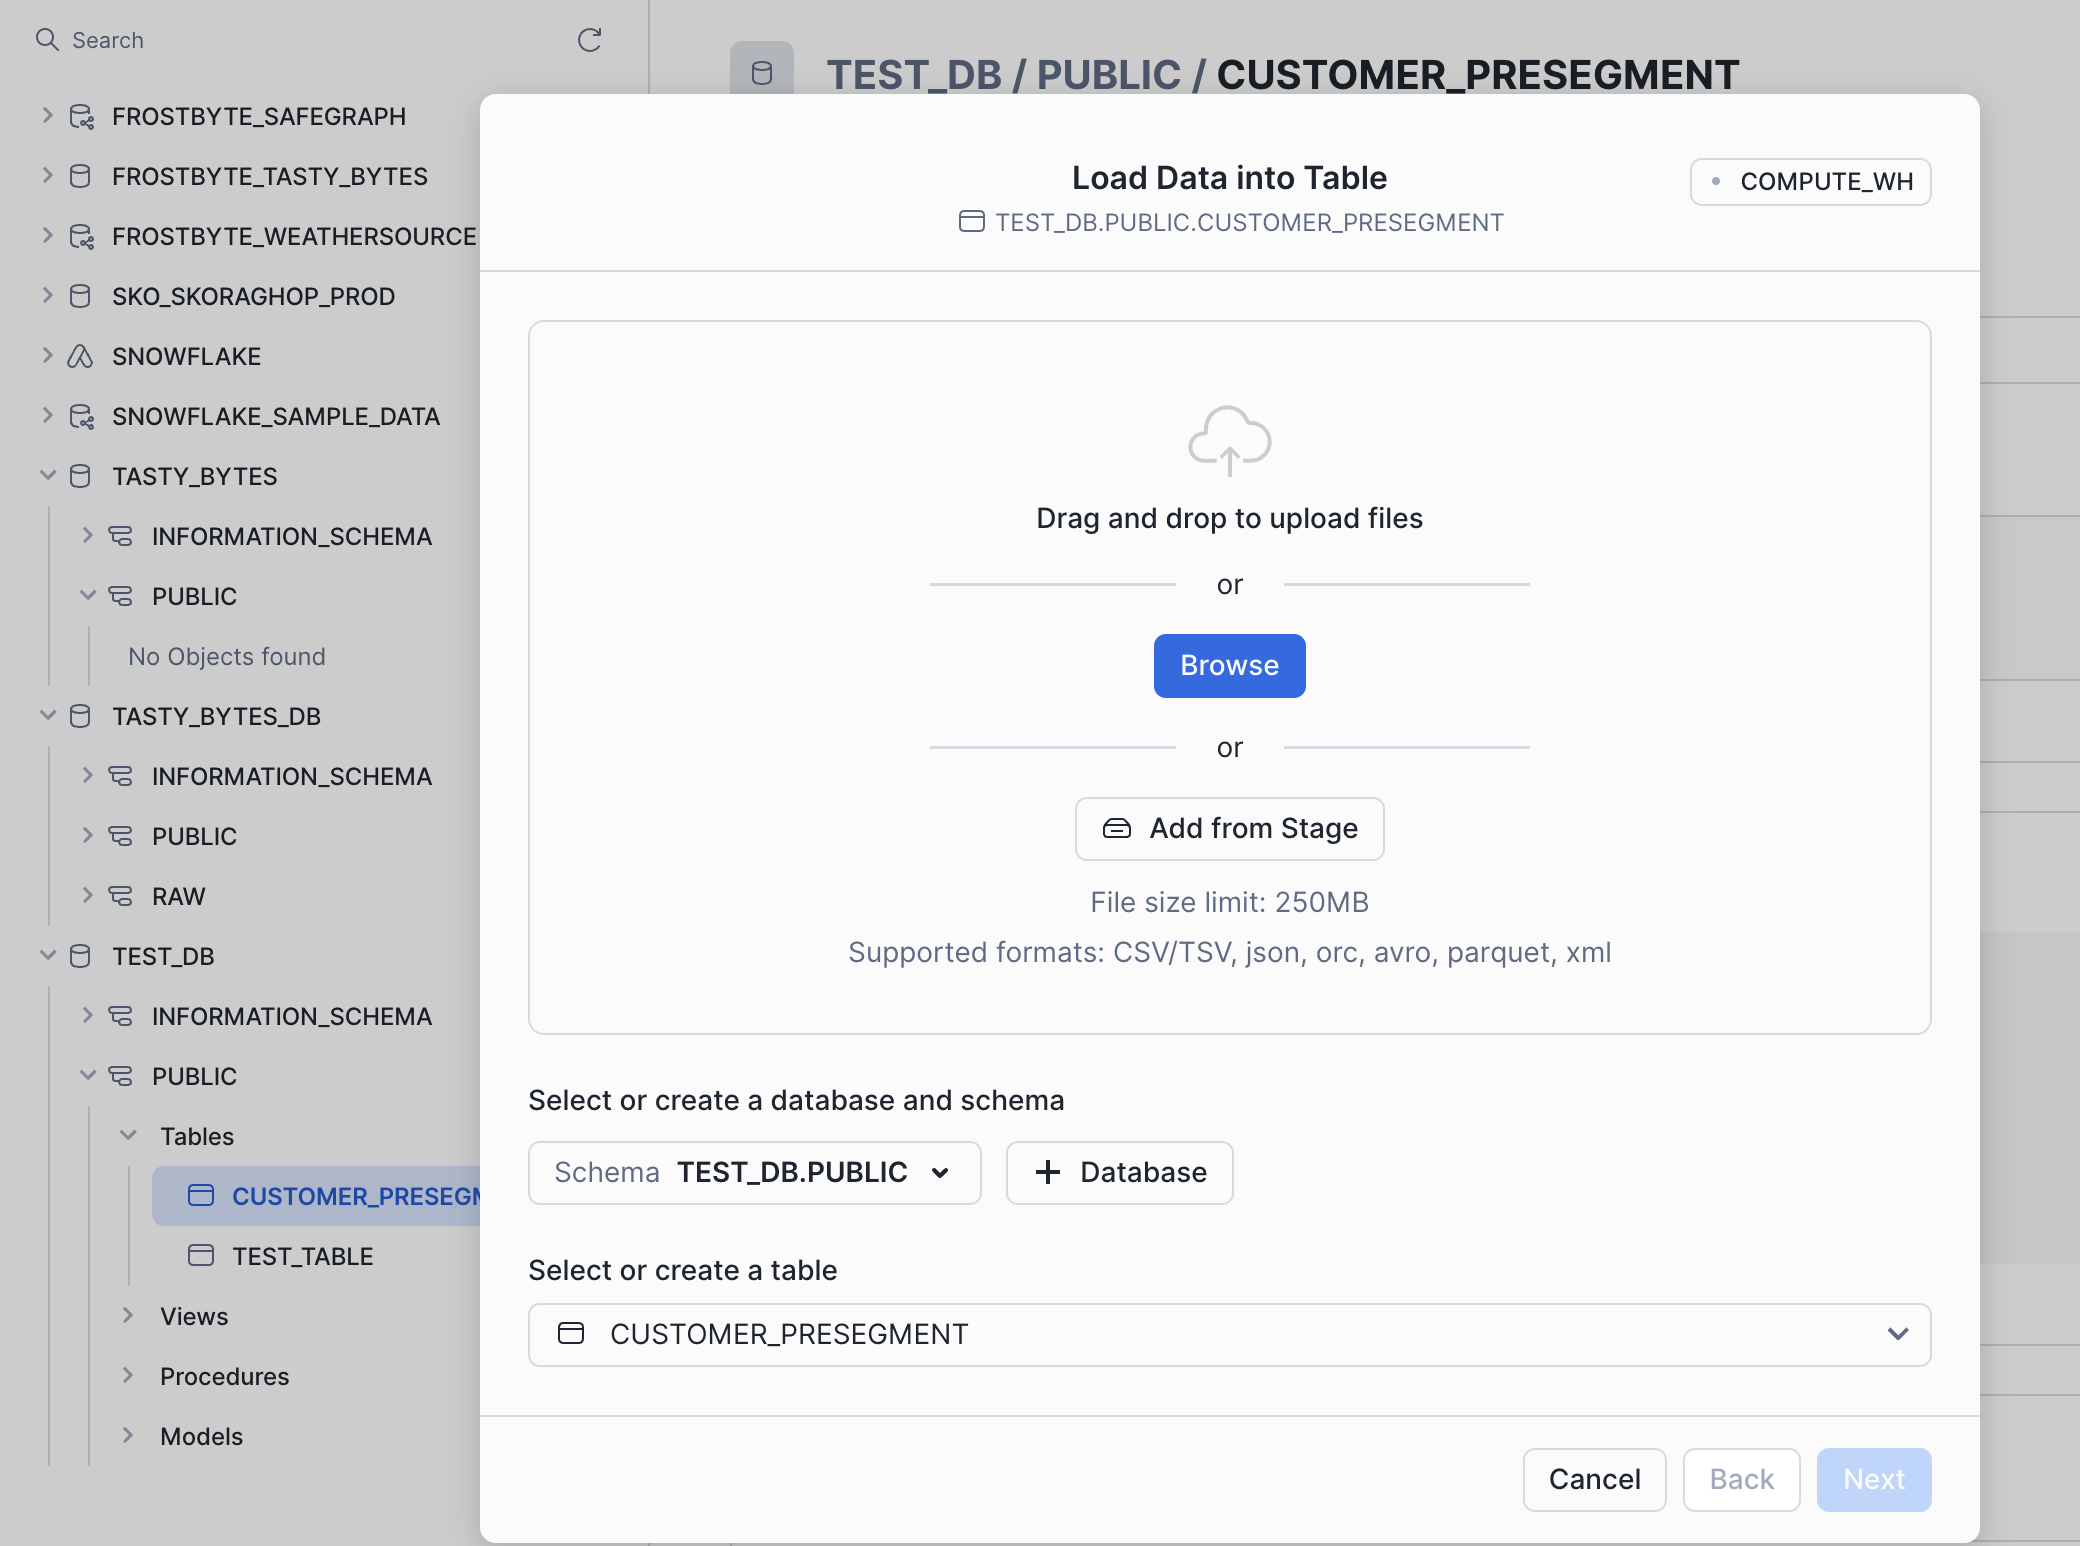 Search
FROSTBYTE_SAFEGRAPH
FROSTBYTE_TASTY_BYTES
FROSTBYTE_WEATHERSOURCE
SKO_SKORAGHOP_PROD
SNOWFLAKE
SNOWFLAKE_SAMPLE_DATA
TASTY_BYTES
INFORMATION_SCHEMA
PUBLIC
No Objects found
TASTY_BYTES_DB
INFORMATION_SCHEMA
PUBLIC
RAW
TEST_DB
INFORMATION_SCHEMA
PUBLIC
Tables
CUSTOMER_PRESEGM
TEST_TABLE
Views
Procedures
Models
TEST_DB / PUBLIC / CUSTOMER_PRESEGMENT
Load Data into Table
TEST_DB.PUBLIC.CUSTOMER_PRESEGMENT
COMPUTE_WH
Drag and drop to upload files
or
Browse
or
Add from Stage
File size limit: 250MB
Supported formats: CSV/TSV, json, orc, avro, parquet, xml
Select or create a database and schema
Schema TEST_DB.PUBLIC
+ Database
Select or create a table
CUSTOMER_PRESEGMENT
Cancel
Back
Next